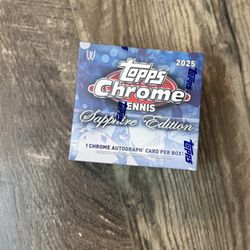 2025
Topps
Chrome
TENNIS
Sapphire Edition
1 CHROME AUTOGRAPH CARD PER BOX!